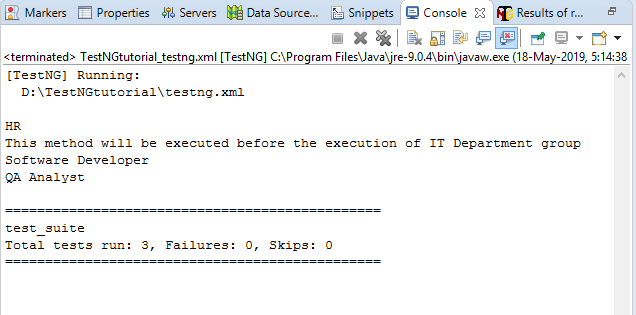 Markers Properties Servers Data Source... Snippets Console Results of r...
<terminated> TestNGtutorial_testng.xml [TestNG] C:\Program Files\Java\jre-9.0.4\bin\javaw.exe (18-May-2019, 5:14:38
[TestNG] Running:
D:\TestNGtutorial\testng.xml
HR
This method will be executed before the execution of IT Department group
Software Developer
QA Analyst
===============================================
test_suite
Total tests run: 3, Failures: 0, Skips: 0
===============================================